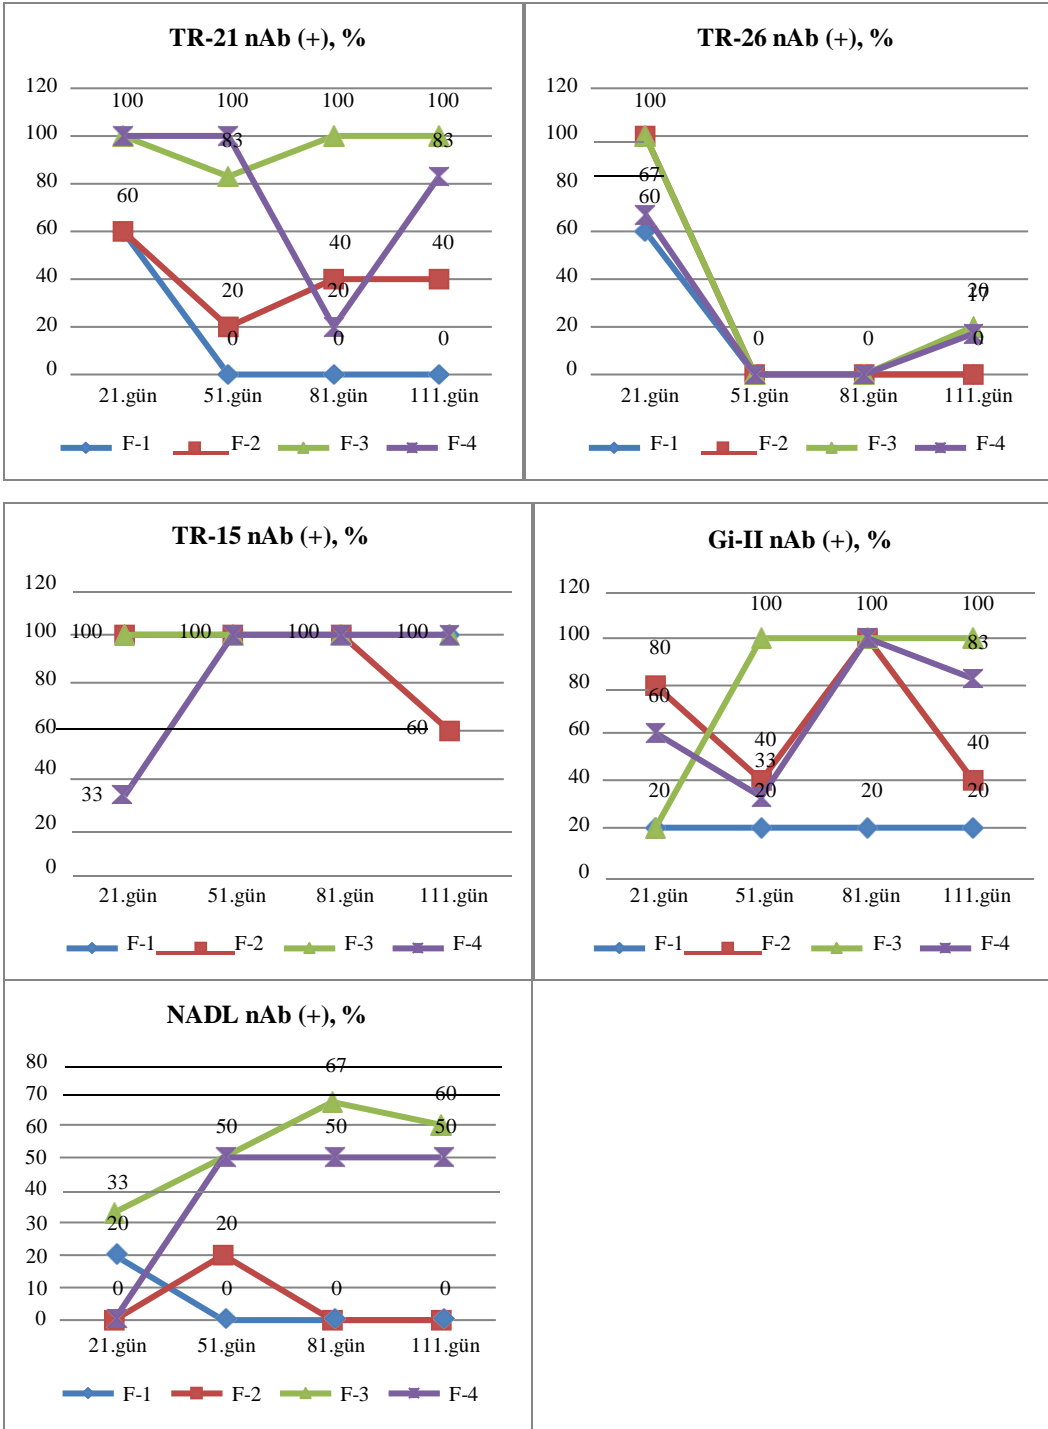 TR-21 nAb (+), %
120
100 100 100 100
100
83 83
80
60
60
40 40
40
20 20
20
0 0 0
0
21.gün 51.gün 81.gün 111.gün
F-1 F-2 F-3 F-4
TR-26 nAb (+), %
120
100
100
80
67
60
60
40
20
17
20
0 0 0
0
21.gün 51.gün 81.gün 111.gün
F-1 F-2 F-3 F-4
TR-15 nAb (+), %
120
100 100 100 100 100
80
60 60
40
33
20
0
21.gün 51.gün 81.gün 111.gün
F-1 F-2 F-3 F-4
Gi-II nAb (+), %
120
100 100 100
100
80 83
80
60
60
40 40
33
40
20 20 20 20
20
0
21.gün 51.gün 81.gün 111.gün
F-1 F-2 F-3 F-4
NADL nAb (+), %
80
67
70
60
60 50 50 50
50
33
40
30 20 20
20
10 0 0 0 0
0
21.gün 51.gün 81.gün 111.gün
F-1 F-2 F-3 F-4